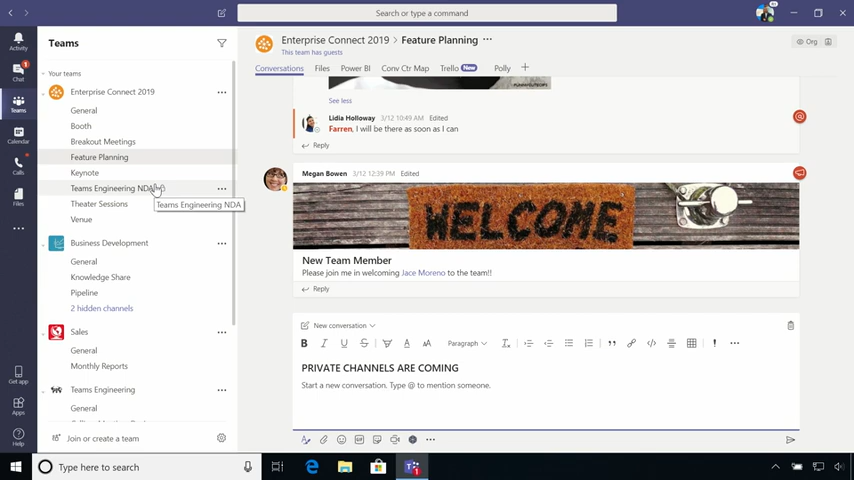 Search or type a command
Teams
Enterprise Connect 2019 > Feature Planning ...
This team has guests
Org
Activity
Chat
Teams
Calendar
Calls
Files
Get app
Apps
Help
Conversations Files Power BI Conv Ctr Map Trello New Polly +
Your teams
Enterprise Connect 2019
General
Booth
Breakout Meetings
Feature Planning
Keynote
Teams Engineering NDA
Teams Engineering NDA
Theater Sessions
Venue
Business Development
General
Knowledge Share
Pipeline
2 hidden channels
Sales
General
Monthly Reports
Teams Engineering
General
Join or create a team
See less
Lidia Holloway 3/12 10:49 AM Edited
Farren, I will be there as soon as I can
Reply
Megan Bowen 3/12 12:39 PM Edited
WELCOME
New Team Member
Please join me in welcoming Jace Moreno to the team!!
Reply
New conversation
B I U S A AA Paragraph
PRIVATE CHANNELS ARE COMING
Start a new conversation. Type @ to mention someone.
GIF
Type here to search